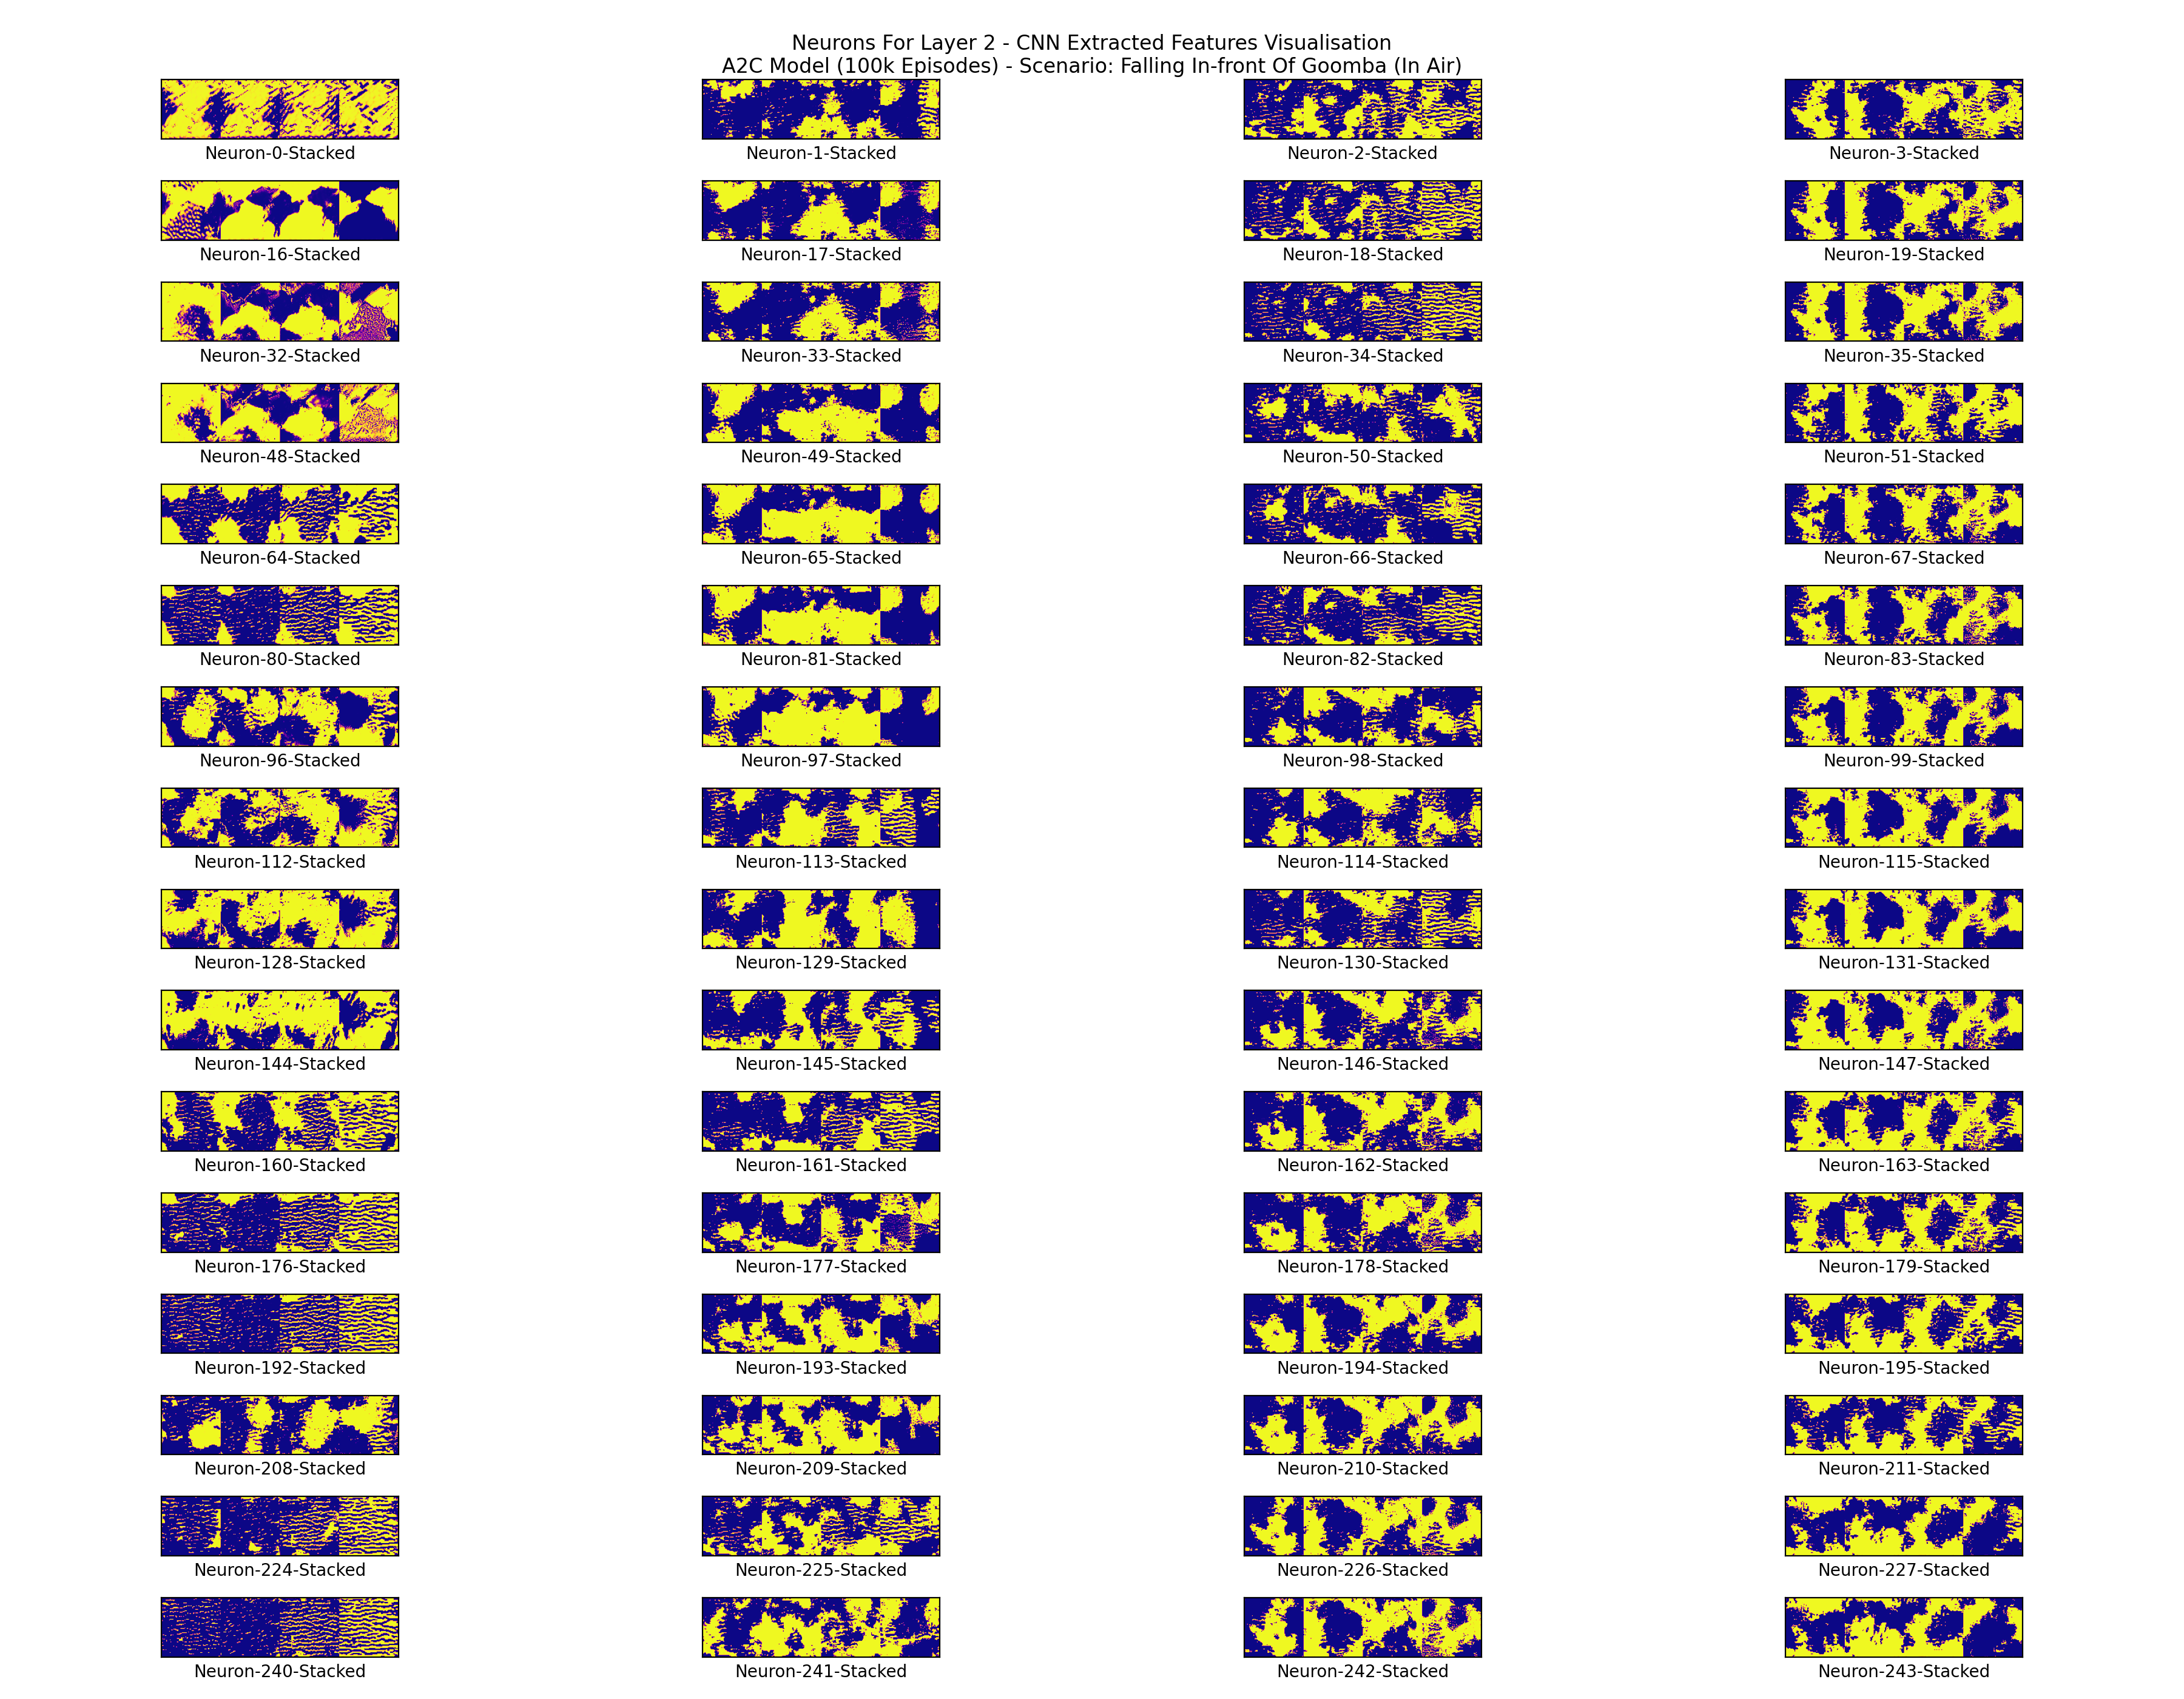 Neurons For Layer 2 - CNN Extracted Features Visualisation
A2C Model (100k Episodes) - Scenario: Falling In-front Of Goomba (In Air)
Neuron-0-Stacked
Neuron-1-Stacked
Neuron-2-Stacked
Neuron-3-Stacked
Neuron-16-Stacked
Neuron-17-Stacked
Neuron-18-Stacked
Neuron-19-Stacked
Neuron-32-Stacked
Neuron-33-Stacked
Neuron-34-Stacked
Neuron-35-Stacked
Neuron-48-Stacked
Neuron-49-Stacked
Neuron-50-Stacked
Neuron-51-Stacked
Neuron-64-Stacked
Neuron-65-Stacked
Neuron-66-Stacked
Neuron-67-Stacked
Neuron-80-Stacked
Neuron-81-Stacked
Neuron-82-Stacked
Neuron-83-Stacked
Neuron-96-Stacked
Neuron-97-Stacked
Neuron-98-Stacked
Neuron-99-Stacked
Neuron-112-Stacked
Neuron-113-Stacked
Neuron-114-Stacked
Neuron-115-Stacked
Neuron-128-Stacked
Neuron-129-Stacked
Neuron-130-Stacked
Neuron-131-Stacked
Neuron-144-Stacked
Neuron-145-Stacked
Neuron-146-Stacked
Neuron-147-Stacked
Neuron-160-Stacked
Neuron-161-Stacked
Neuron-162-Stacked
Neuron-163-Stacked
Neuron-176-Stacked
Neuron-177-Stacked
Neuron-178-Stacked
Neuron-179-Stacked
Neuron-192-Stacked
Neuron-193-Stacked
Neuron-194-Stacked
Neuron-195-Stacked
Neuron-208-Stacked
Neuron-209-Stacked
Neuron-210-Stacked
Neuron-211-Stacked
Neuron-224-Stacked
Neuron-225-Stacked
Neuron-226-Stacked
Neuron-227-Stacked
Neuron-240-Stacked
Neuron-241-Stacked
Neuron-242-Stacked
Neuron-243-Stacked